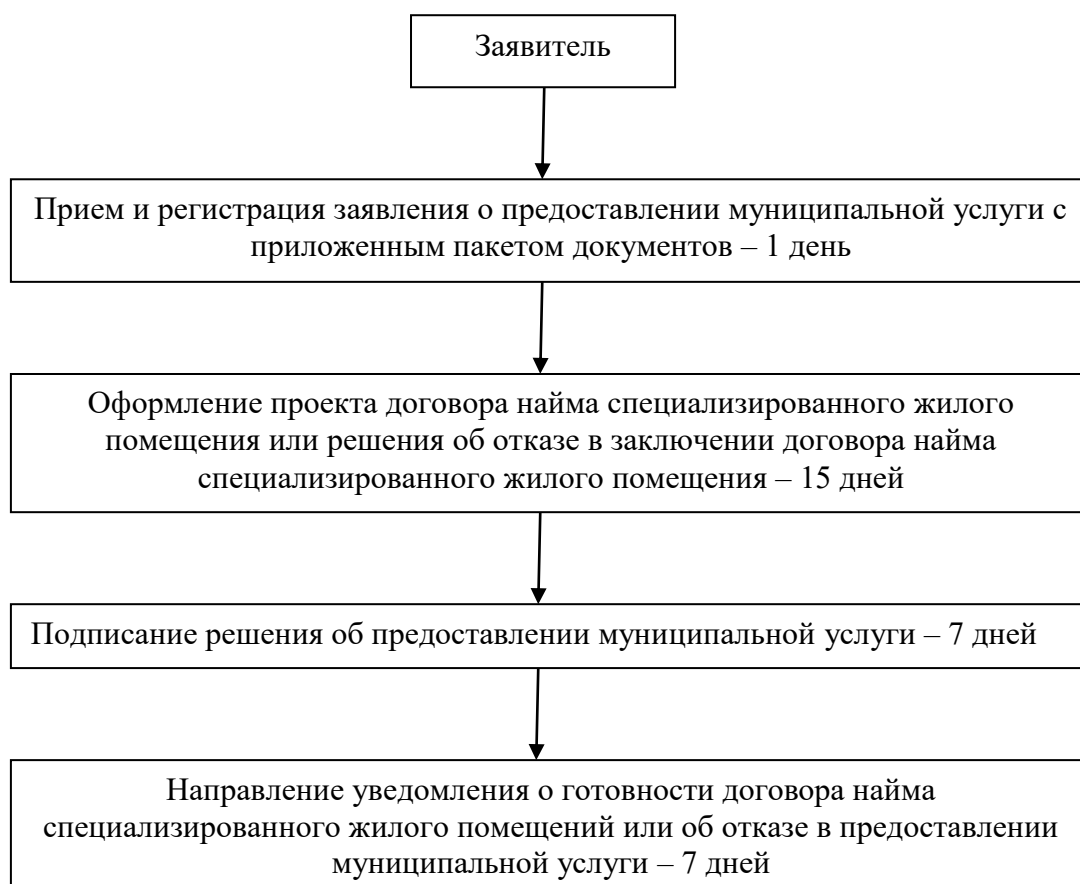 Заявитель
Прием и регистрация заявления о предоставлении муниципальной услуги с
приложенным пакетом документов – 1 день
Оформление проекта договора найма специализированного жилого
помещения или решения об отказе в заключении договора найма
специализированного жилого помещения – 15 дней
Подписание решения об предоставлении муниципальной услуги – 7 дней
Направление уведомления о готовности договора найма
специализированного жилого помещений или об отказе в предоставлении
муниципальной услуги – 7 дней